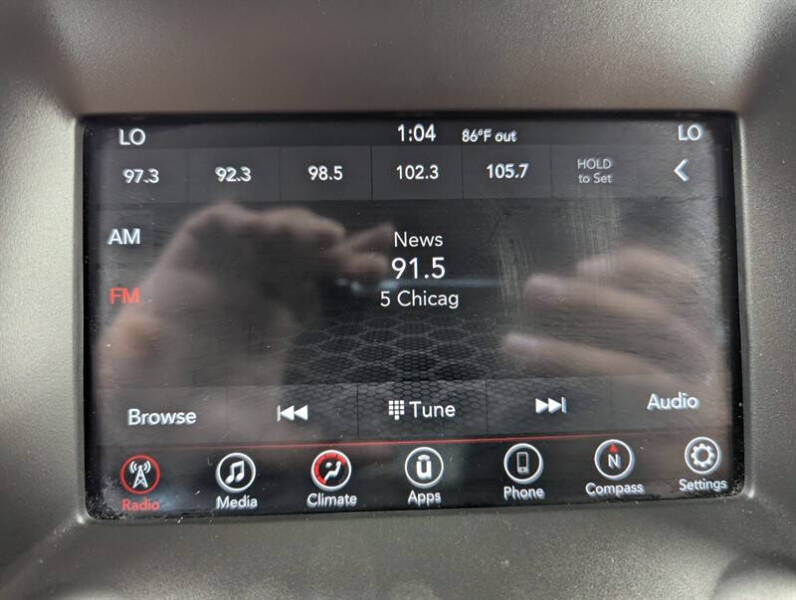 LO 1:04 86°F out LO
97.3 92.3 98.5 102.3 105.7 HOLD to Set
AM
News
91.5
FM
5 Chicag
Browse Tune Audio
Radio Media Climate Apps Phone N Compass Settings